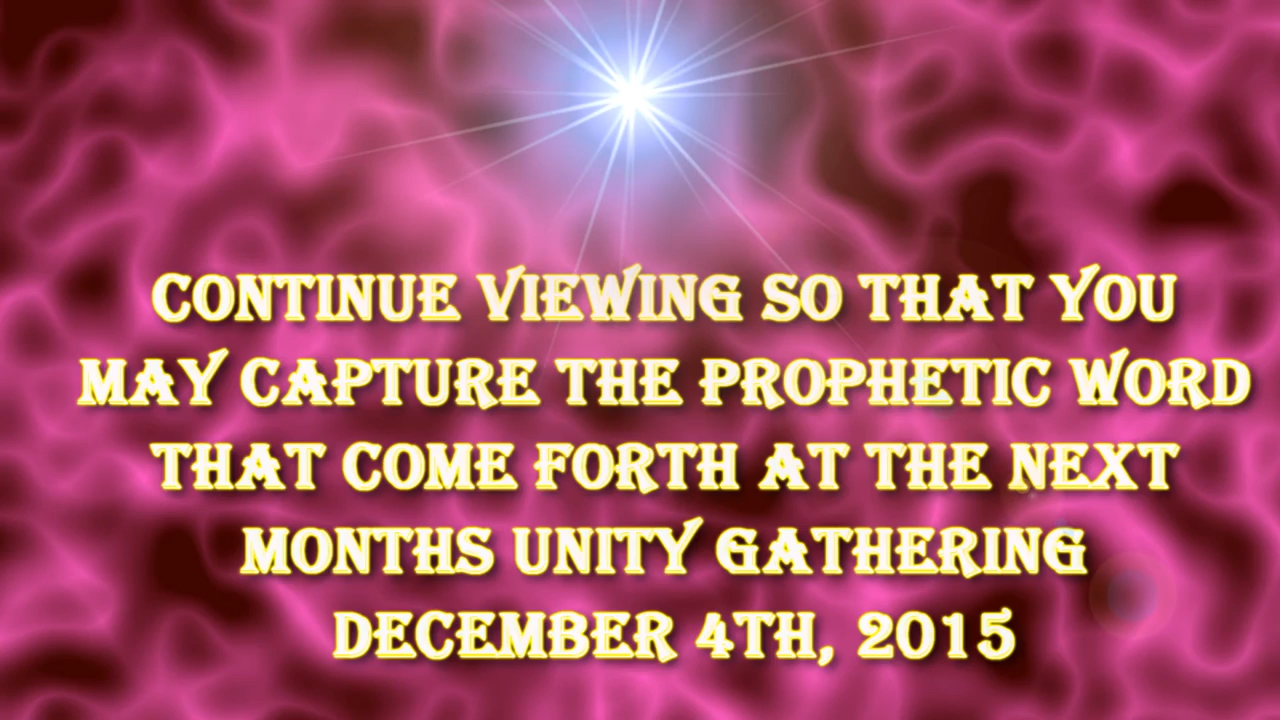 CONTINUE VIEWING SO THAT YOU
MAY CAPTURE THE PROPHETIC WORD
THAT COME FORTH AT THE NEXT
MONTHS UNITY GATHERING
DECEMBER 4TH, 2015